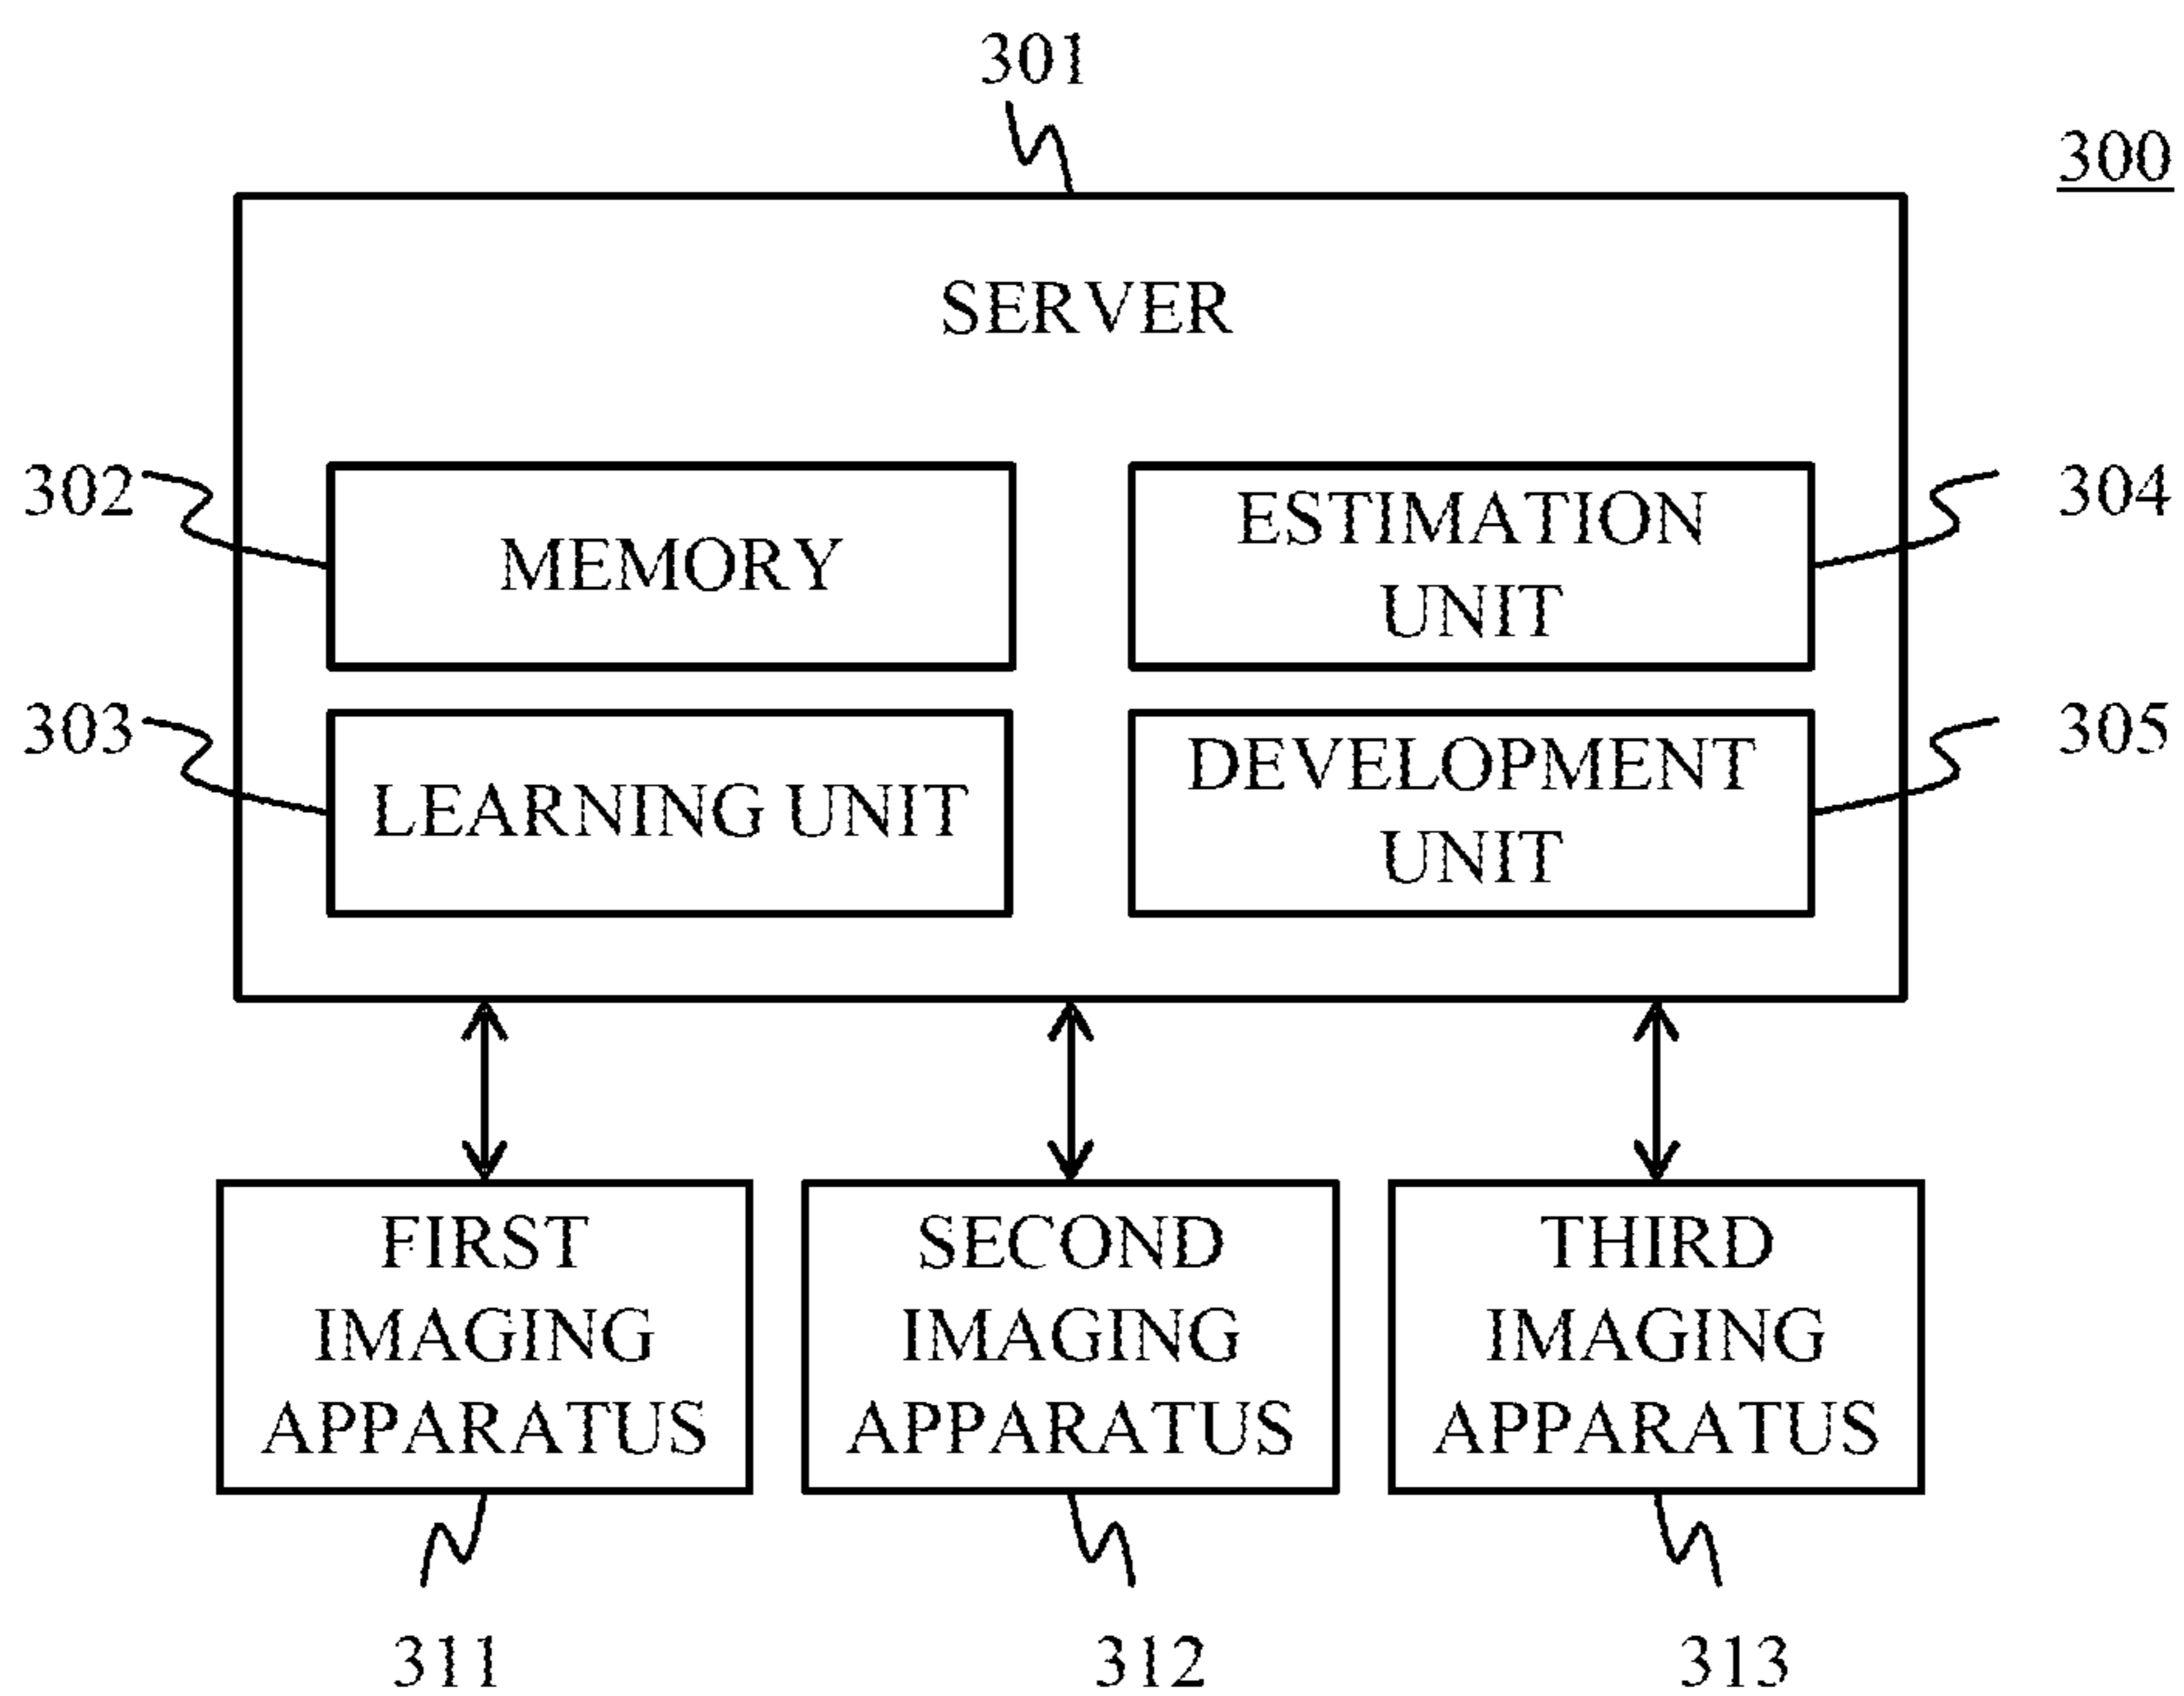 301
300
SERVER
302
MEMORY
ESTIMATION
UNIT
304
303
LEARNING UNIT
DEVELOPMENT
UNIT
305
FIRST
IMAGING
APPARATUS
SECOND
IMAGING
APPARATUS
THIRD
IMAGING
APPARATUS
311
312
313